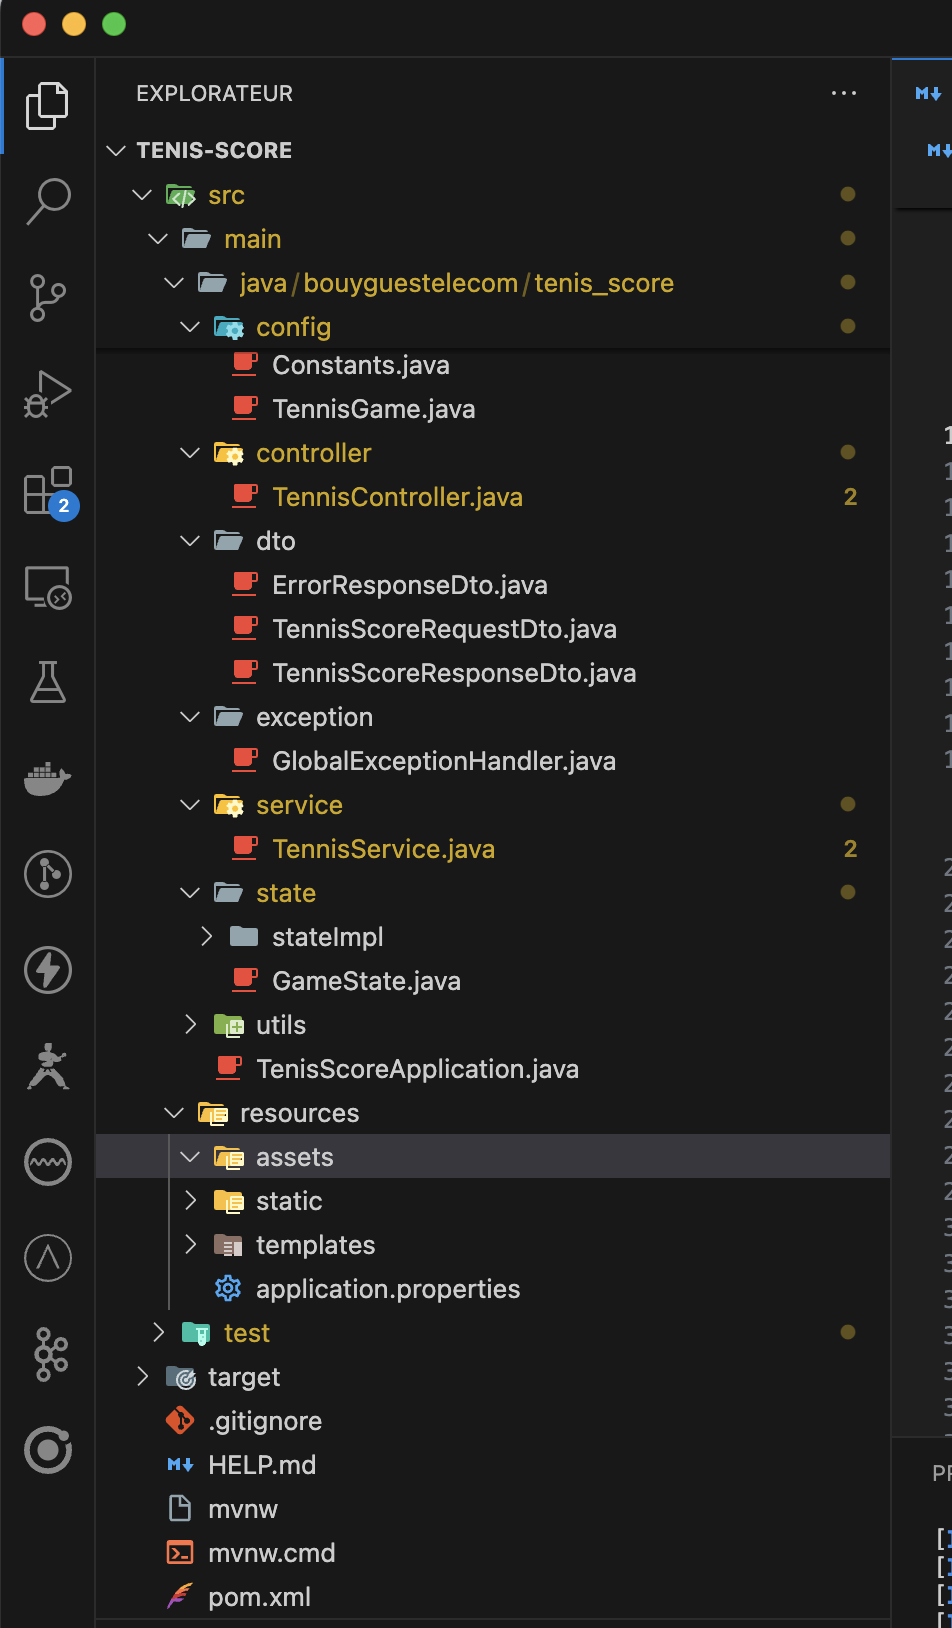 EXPLORATEUR
TENIS-SCORE
src
main
java/bouyguestelecom/tenis_score
config
Constants.java
TennisGame.java
controller
TennisController.java 2
dto
ErrorResponseDto.java
TennisScoreRequestDto.java
TennisScoreResponseDto.java
exception
GlobalExceptionHandler.java
service
TennisService.java 2
state
stateImpl
GameState.java
utils
TenisScoreApplication.java
resources
assets
static
templates
application.properties
test
target
.gitignore
HELP.md
mvnw
mvnw.cmd
pom.xml
2